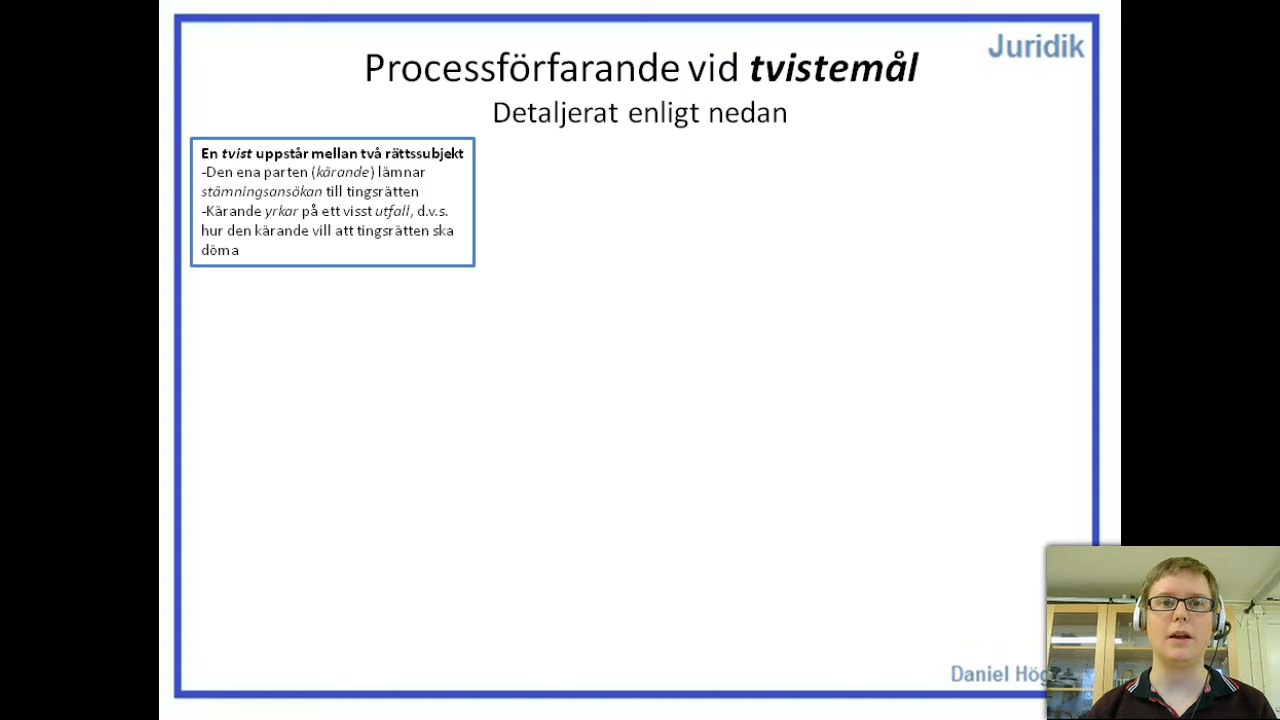 Juridik
Processförfarande vid tvistemål
Detaljerat enligt nedan
En tvist uppstår mellan två rättssubjekt
-Den ena parten (kärande) lämnar
stämningsansökan till tingsrätten
-Kärande yrkar på ett visst utfall, d.v.s.
hur den kärande vill att tingsrätten ska
döma
Daniel